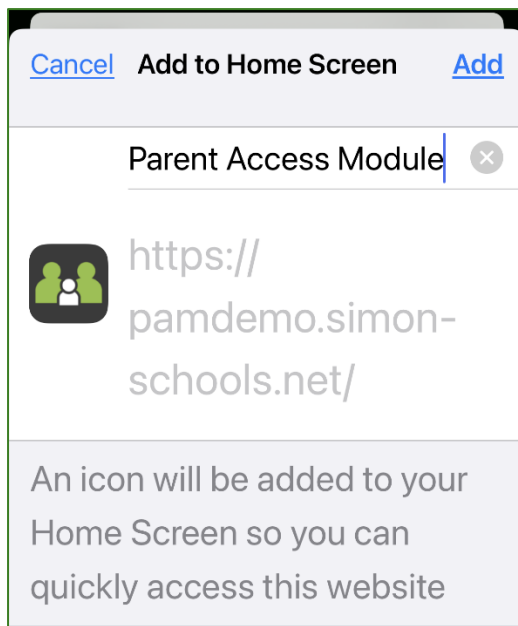 Cancel Add to Home Screen Add
Parent Access Module
https://
pamdemo.simon-
schools.net/
An icon will be added to your
Home Screen so you can
quickly access this website